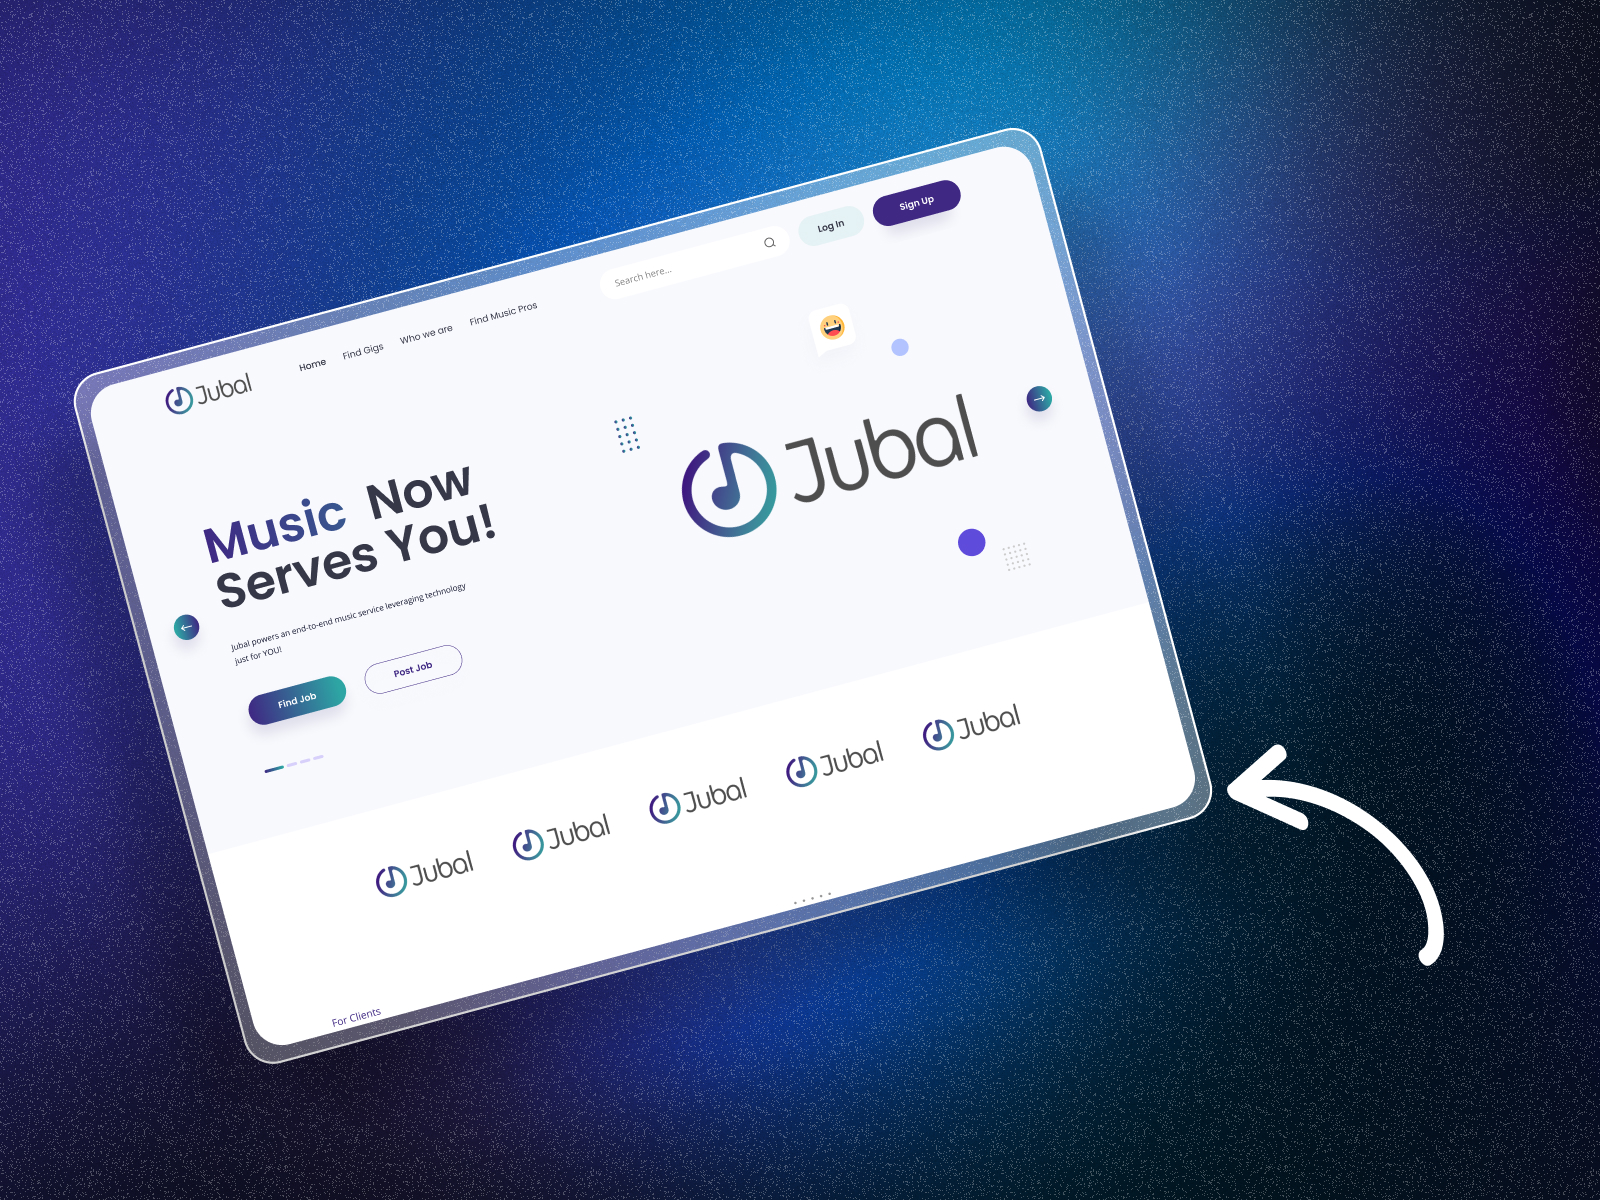 Jubal
Home
Find Gigs
Who we are
Find Music Pros
Search here...
Log In
Sign Up
Music Now
Serves You!
Jubal powers an end-to-end music service leveraging technology
just for YOU!
Find Job
Post Job
Jubal
Jubal
Jubal
Jubal
Jubal
Jubal
For Clients